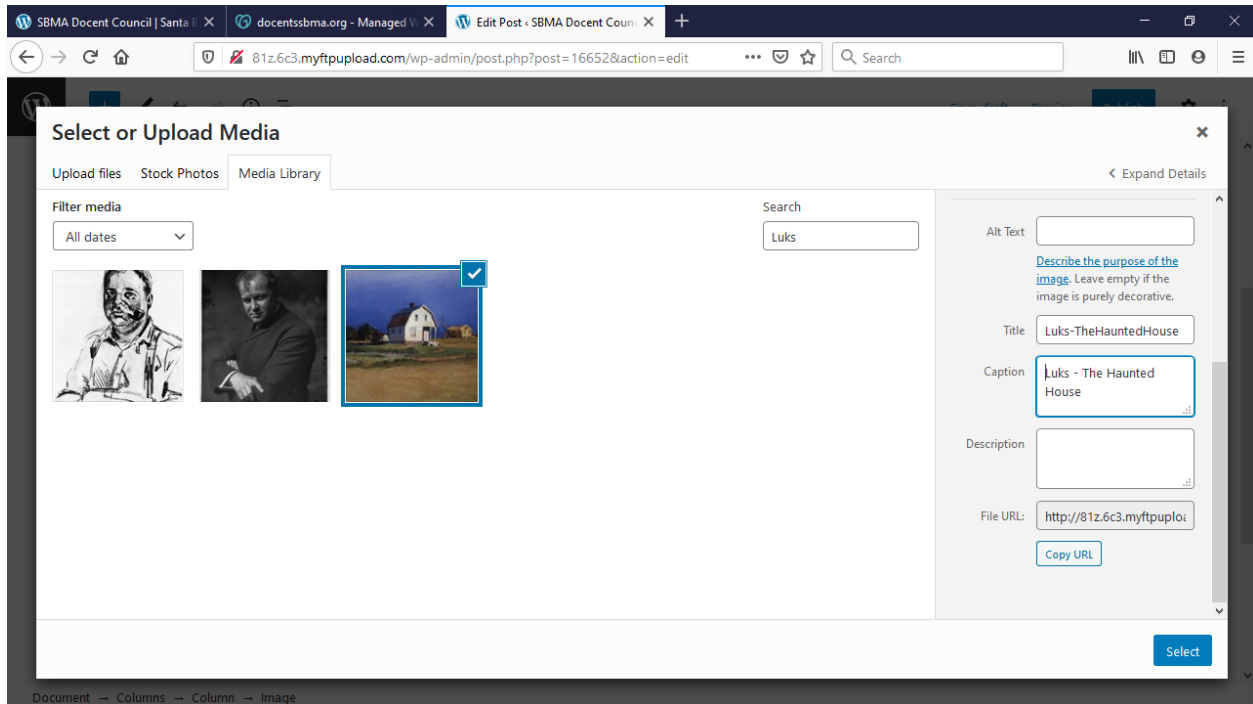 SBMA Docent Council | Santa B
docentssbma.org - Managed W
Edit Post ‹ SBMA Docent Counc
81z.6c3.myftpupload.com/wp-admin/post.php?post=16652&action=edit
Search
Select or Upload Media
Upload files Stock Photos Media Library
< Expand Details
Filter media
All dates
Search
Luks
Alt Text
Describe the purpose of the
image. Leave empty if the
image is purely decorative.
Title Luks-TheHauntedHouse
Caption Luks - The Haunted
House
Description
File URL: http://81z.6c3.myftpuploa
Copy URL
Select
Document → Columns → Column → Image